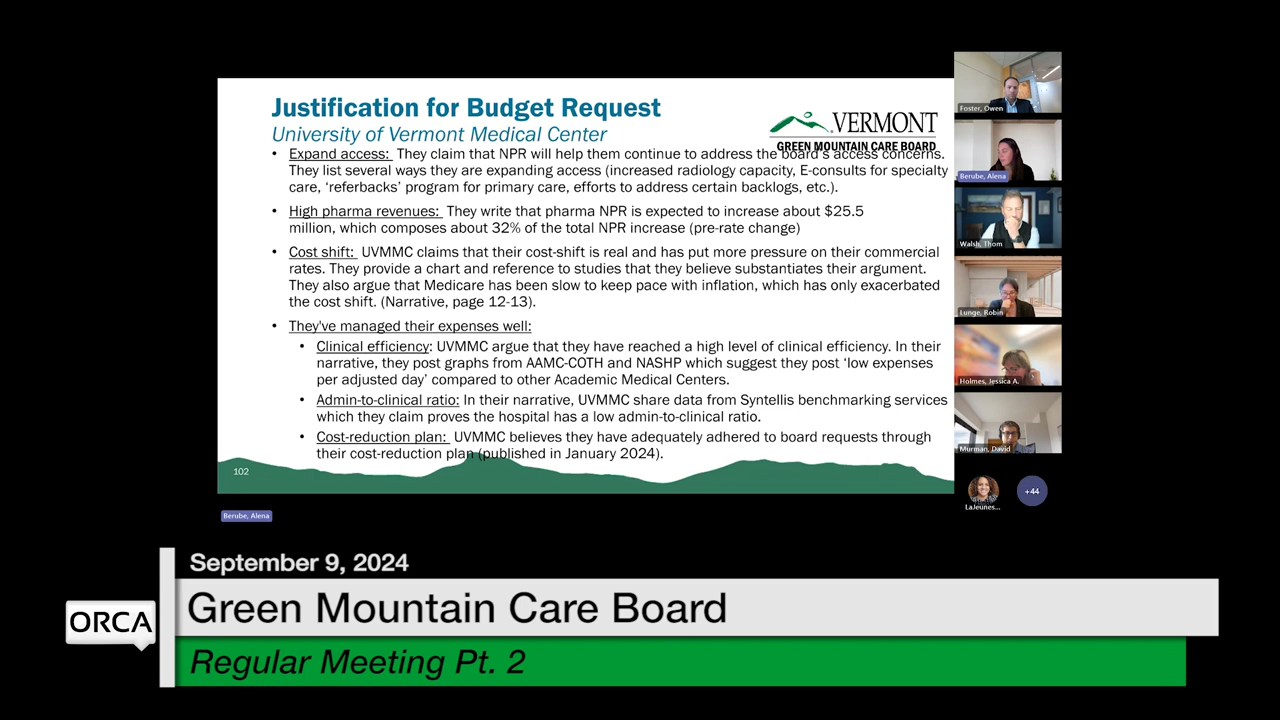 Justification for Budget Request
University of Vermont Medical Center
VERMONT
GREEN MOUNTAIN CARE BOARD
• Expand access: They claim that NPR will help them continue to address the board's access concerns.
They list several ways they are expanding access (increased radiology capacity, E-consults for specialty
care, 'referbacks' program for primary care, efforts to address certain backlogs, etc.).
• High pharma revenues: They write that pharma NPR is expected to increase about $25.5
million, which composes about 32% of the total NPR increase (pre-rate change)
• Cost shift: UVMMC claims that their cost-shift is real and has put more pressure on their commercial
rates. They provide a chart and reference to studies that they believe substantiates their argument.
They also argue that Medicare has been slow to keep pace with inflation, which has only exacerbated
the cost shift. (Narrative, page 12-13).
• They've managed their expenses well:
• Clinical efficiency: UVMMC argue that they have reached a high level of clinical efficiency. In their
narrative, they post graphs from AAMC-COTH and NASHP which suggest they post 'low expenses
per adjusted day' compared to other Academic Medical Centers.
• Admin-to-clinical ratio: In their narrative, UVMMC share data from Syntellis benchmarking services
which they claim proves the hospital has a low admin-to-clinical ratio.
• Cost-reduction plan: UVMMC believes they have adequately adhered to board requests through
their cost-reduction plan (published in January 2024).
102
Foster, Owen
Berube, Alena
Walsh, Thom
Lunge, Robin
Holmes, Jessica A.
Murman, David
LaJeunes...
+44
Berube, Alena
September 9, 2024
ORCA
Green Mountain Care Board
Regular Meeting Pt. 2